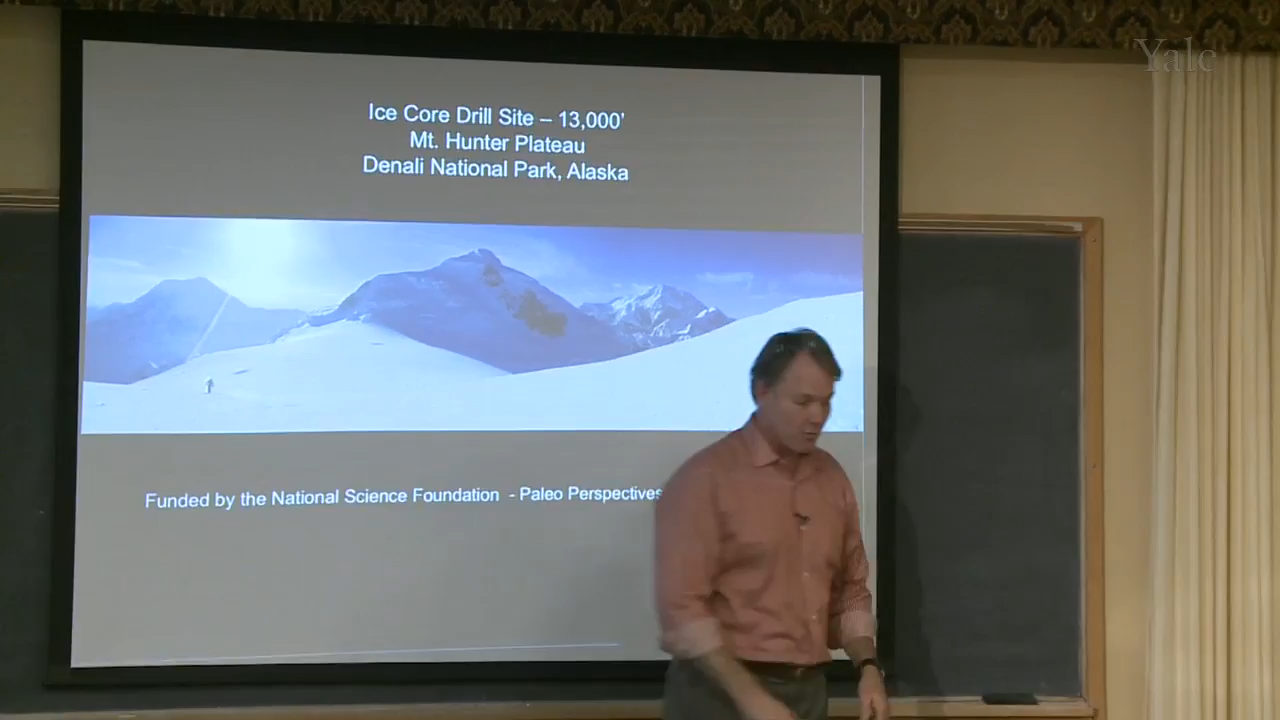 Yale
Ice Core Drill Site – 13,000'
Mt. Hunter Plateau
Denali National Park, Alaska
Funded by the National Science Foundation - Paleo Perspectives